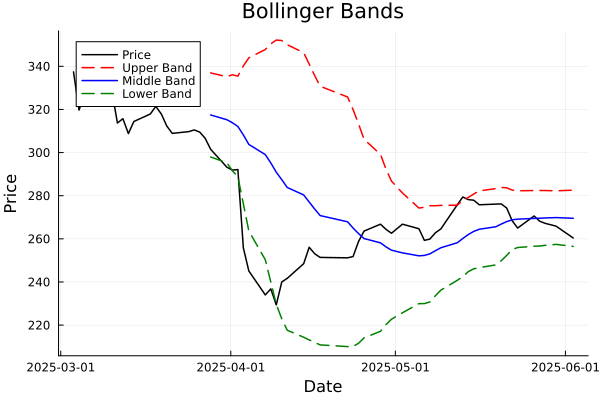 Bollinger Bands
Price
Upper Band
Middle Band
Lower Band
Price
340
320
300
280
260
240
220
2025-03-01
2025-04-01
2025-05-01
2025-06-01
Date